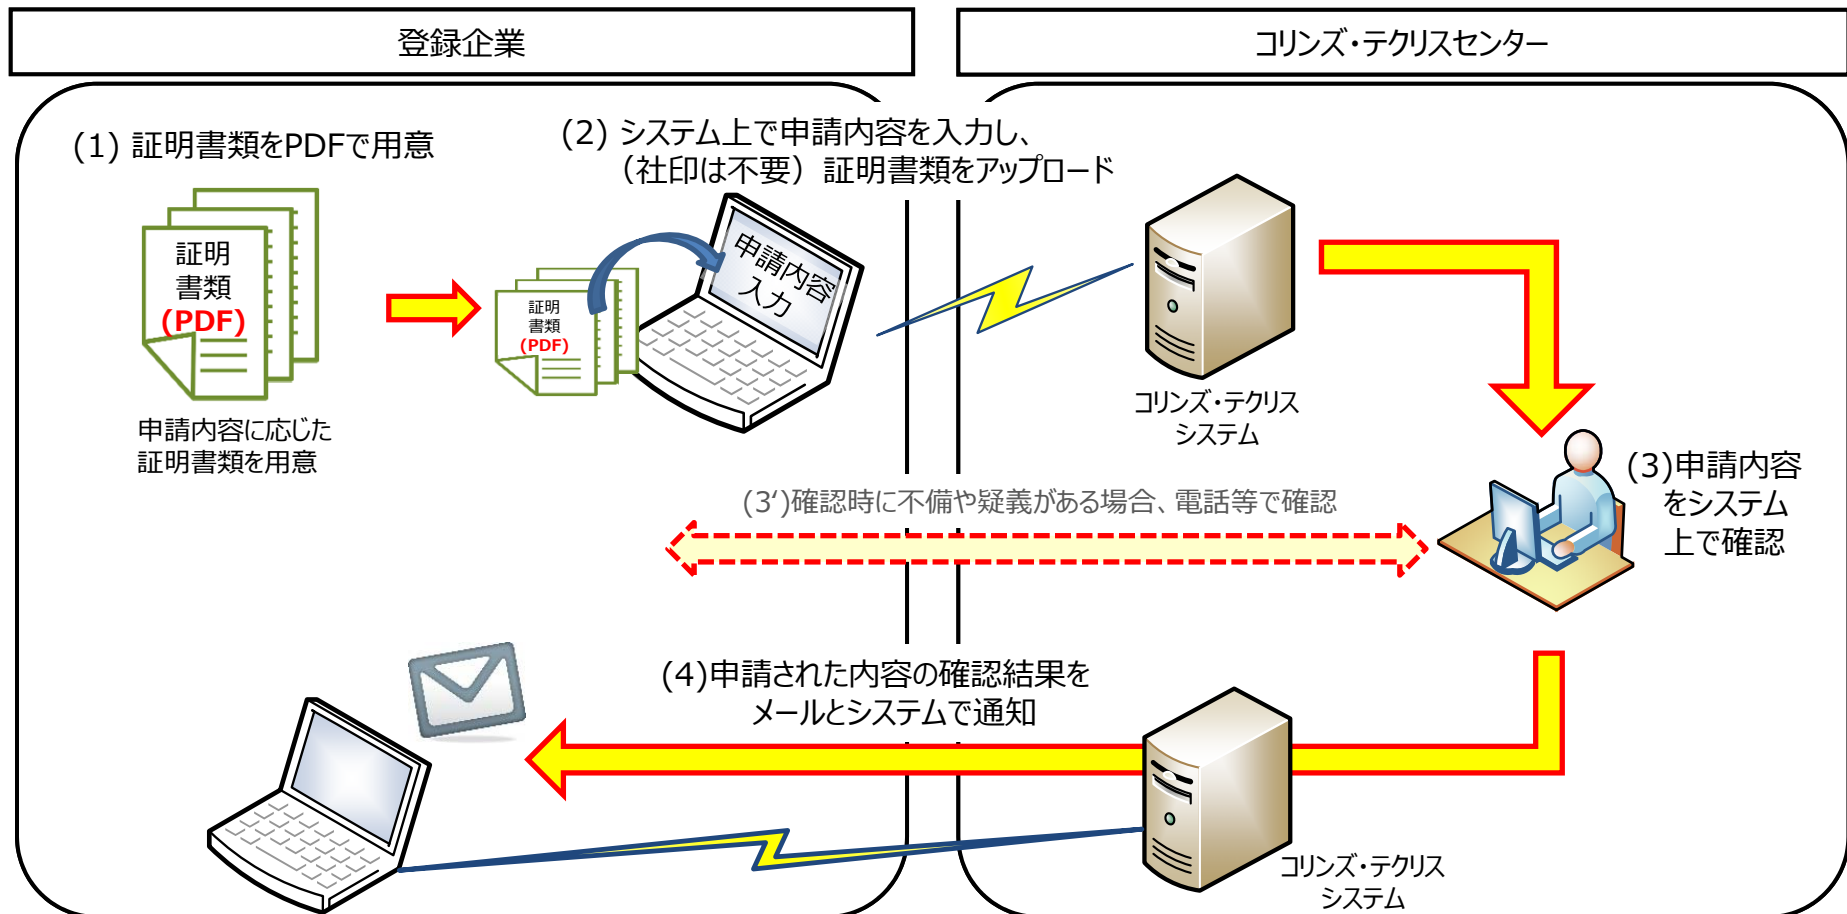 登録企業
コリンズ・テクリスセンター
(1) 証明書類をPDFで用意
(2) システム上で申請内容を入力し、
（社印は不要）証明書類をアップロード
証明
書類
(PDF)
申請内容に応じた
証明書類を用意
証明
書類
(PDF)
申請内容
入力
コリンズ・テクリス
システム
(3)申請内容
をシステム
上で確認
(3‘)確認時に不備や疑義がある場合、電話等で確認
(4)申請された内容の確認結果を
メールとシステムで通知
コリンズ・テクリス
システム